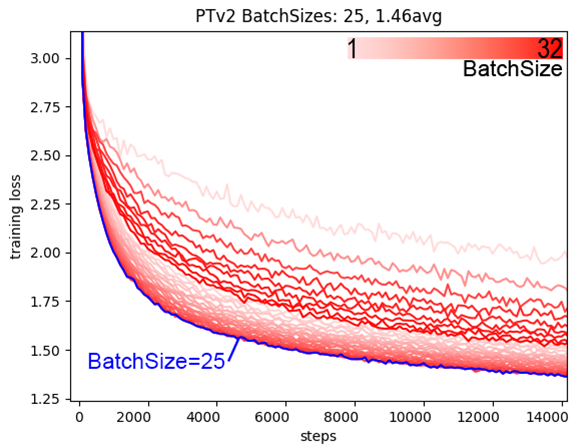 PTv2 BatchSizes: 25, 1.46avg
1 32
BatchSize
3.00
2.75
2.50
2.25
2.00
1.75
1.50
1.25
training loss
BatchSize=25
0 2000 4000 6000 8000 10000 12000 14000
steps